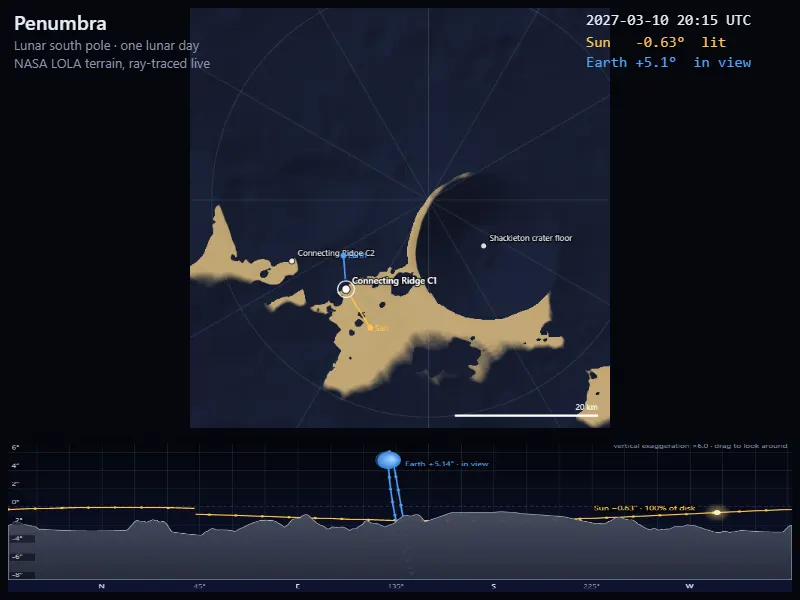 Penumbra
Lunar south pole · one lunar day
NASA LOLA terrain, ray-traced live
2027-03-10 20:15 UTC
Sun -0.63° lit
Earth +5.1° in view
Shackleton crater floor
Connecting Ridge C2
Connecting Ridge C1
Sun
20 km
vertical exaggeration ×6.0 · drag to look around
6°
4°
2°
0°
-2°
-4°
-6°
-8°
Earth +5.14° · in view
Sun −0.63° · 100% of disk
N
45°
E
135°
S
225°
W